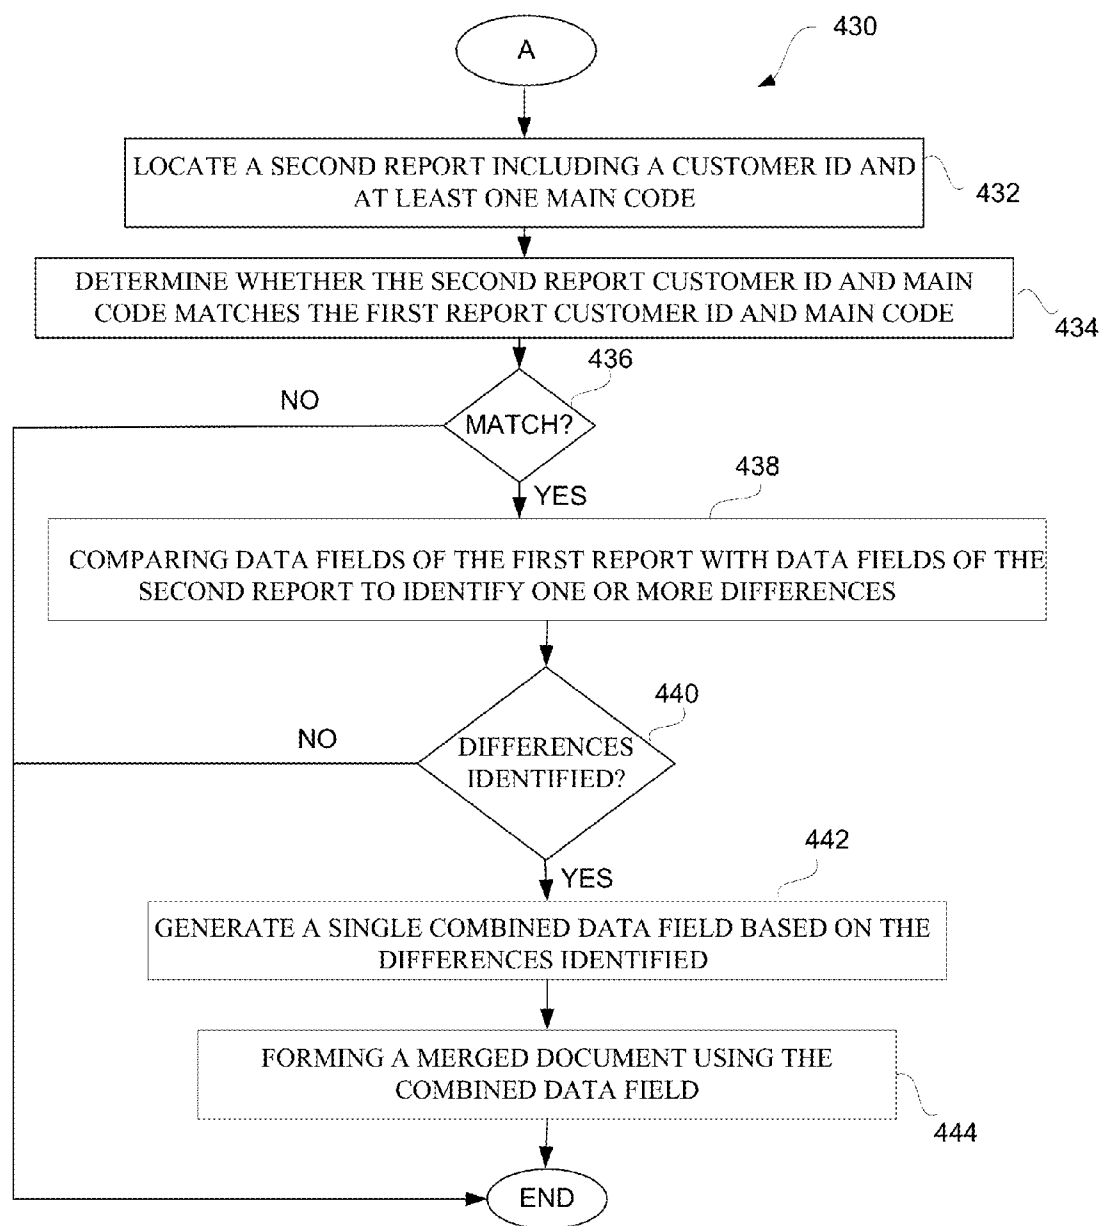 430
A
LOCATE A SECOND REPORT INCLUDING A CUSTOMER ID AND
AT LEAST ONE MAIN CODE
432
DETERMINE WHETHER THE SECOND REPORT CUSTOMER ID AND MAIN
CODE MATCHES THE FIRST REPORT CUSTOMER ID AND MAIN CODE
434
436
NO
MATCH?
YES
438
COMPARING DATA FIELDS OF THE FIRST REPORT WITH DATA FIELDS OF THE
SECOND REPORT TO IDENTIFY ONE OR MORE DIFFERENCES
440
NO
DIFFERENCES
IDENTIFIED?
YES
442
GENERATE A SINGLE COMBINED DATA FIELD BASED ON THE
DIFFERENCES IDENTIFIED
FORMING A MERGED DOCUMENT USING THE
COMBINED DATA FIELD
444
END